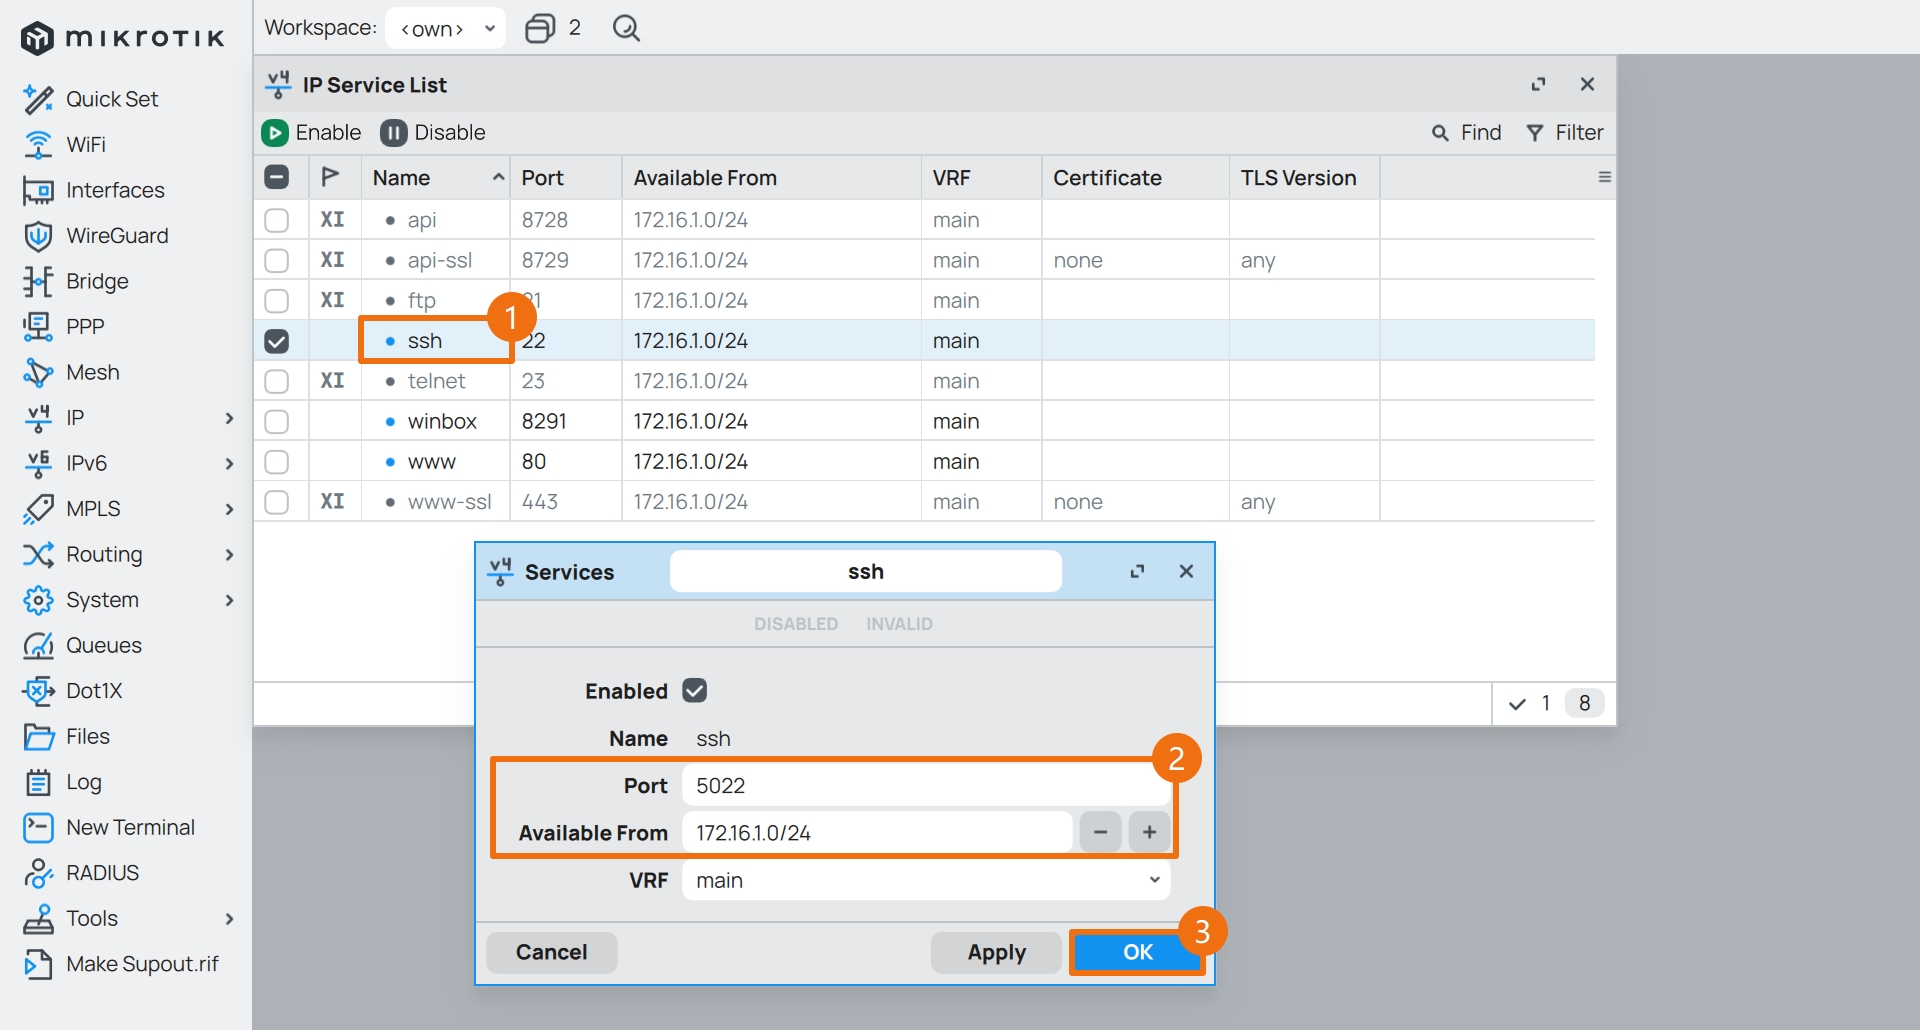 mikrotik
Workspace: <own> 2
Quick Set
WiFi
Interfaces
WireGuard
Bridge
PPP
Mesh
v4 IP
v6 IPv6
MPLS
Routing
System
Queues
Dot1X
Files
Log
New Terminal
RADIUS
Tools
Make Supout.rif
v4 IP Service List
Enable Disable Find Filter
Name Port Available From VRF Certificate TLS Version
XI api 8728 172.16.1.0/24 main
XI api-ssl 8729 172.16.1.0/24 main none any
XI ftp 21 172.16.1.0/24 main
1
ssh 22 172.16.1.0/24 main
XI telnet 23 172.16.1.0/24 main
winbox 8291 172.16.1.0/24 main
www 80 172.16.1.0/24 main
XI www-ssl 443 172.16.1.0/24 main none any
1 8
v4 Services ssh
DISABLED INVALID
Enabled
Name ssh
2
Port 5022
Available From 172.16.1.0/24 - +
VRF main
3
Cancel Apply OK